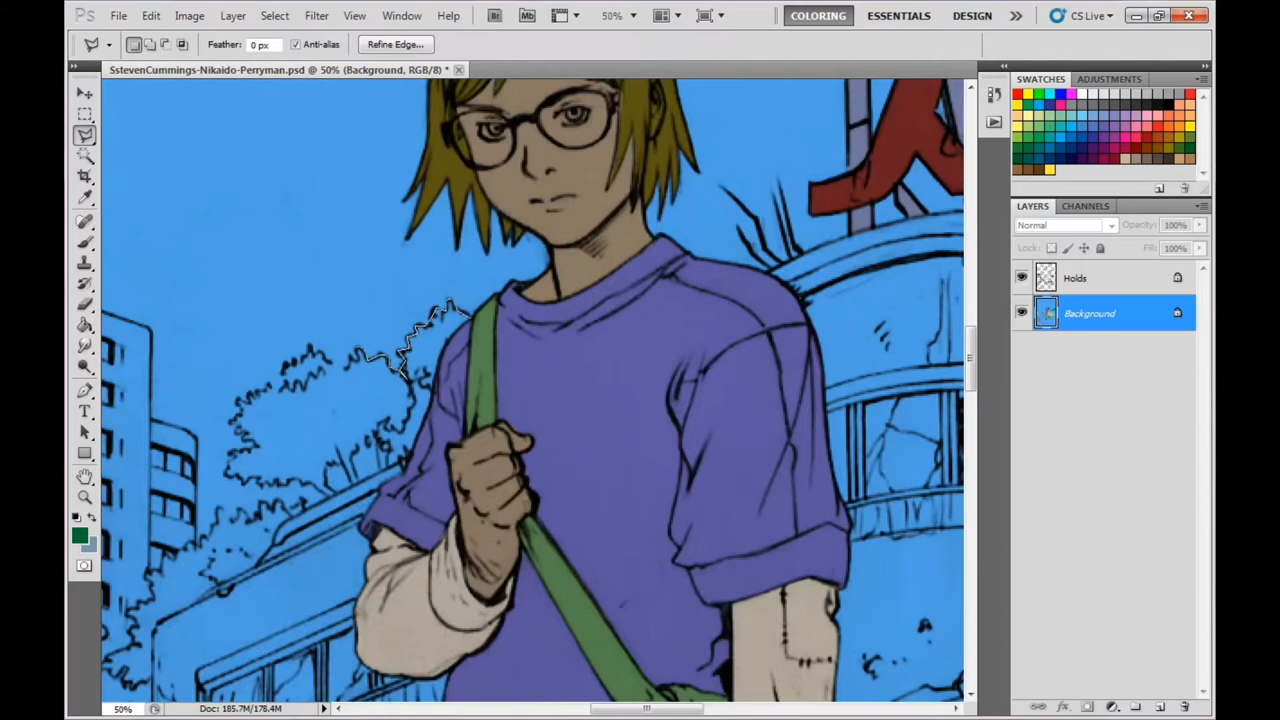 Ps File Edit Image Layer Select Filter View Window Help Br Mb 50% COLORING ESSENTIALS DESIGN CS Live
Feather: 0 px Anti-alias Refine Edge...
SstevenCummings-Nikaido-Perryman.psd @ 50% (Background, RGB/8) *
SWATCHES ADJUSTMENTS
LAYERS CHANNELS
Normal Opacity: 100%
Lock: Fill: 100%
Holds
Background
50% Doc: 185.7M/178.4M